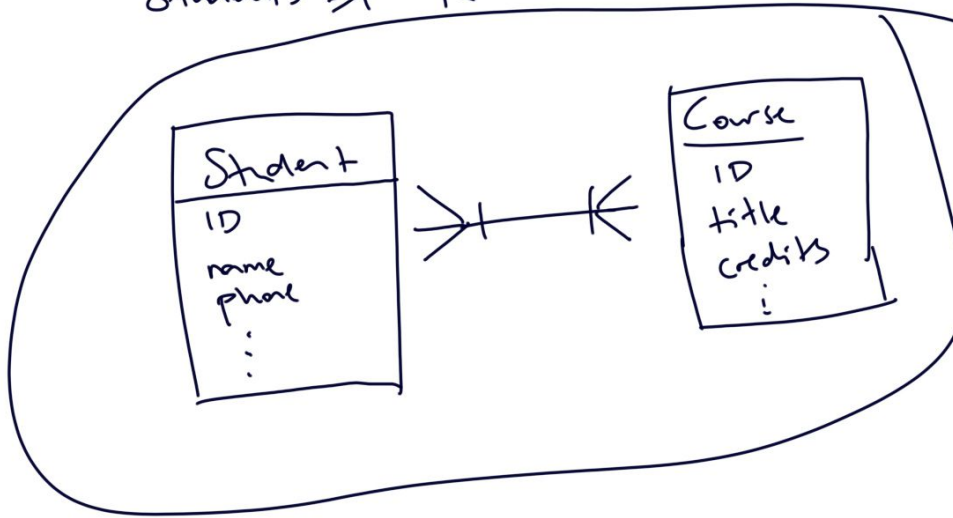 Student
ID
name
phone
⋮
Course
ID
title
credits
⋮